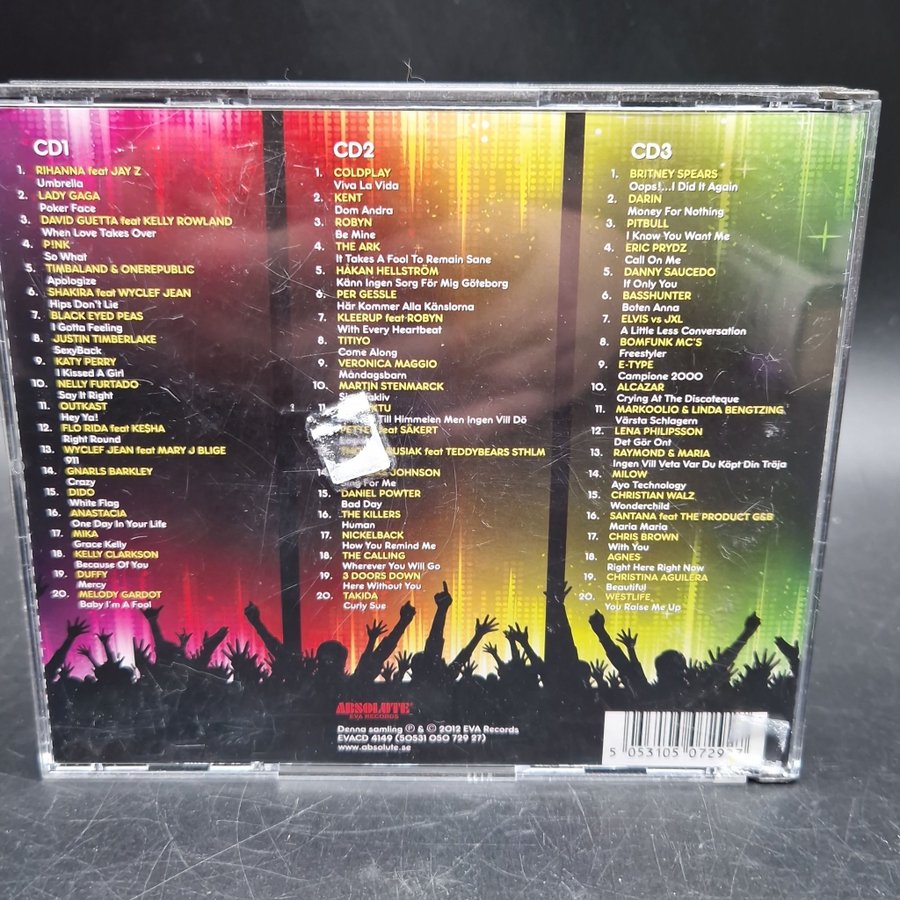 CD1
1. RIHANNA feat JAY Z
Umbrella
2. LADY GAGA
Poker Face
3. DAVID GUETTA feat KELLY ROWLAND
When Love Takes Over
4. P!NK
So What
5. TIMBALAND & ONEREPUBLIC
Apologize
6. SHAKIRA feat WYCLEF JEAN
Hips Don't Lie
7. BLACK EYED PEAS
I Gotta Feeling
8. JUSTIN TIMBERLAKE
SexyBack
9. KATY PERRY
I Kissed A Girl
10. NELLY FURTADO
Say It Right
11. OUTKAST
Hey Ya!
12. FLO RIDA feat KE$HA
Right Round
13. WYCLEF JEAN feat MARY J BLIGE
911
14. GNARLS BARKLEY
Crazy
15. DIDO
White Flag
16. ANASTACIA
One Day In Your Life
17. MIKA
Grace Kelly
18. KELLY CLARKSON
Because Of You
19. DUFFY
Mercy
20. MELODY GARDOT
Baby I'm A Fool
CD2
1. COLDPLAY
Viva La Vida
2. KENT
Dom Andra
3. ROBYN
Be Mine
4. THE ARK
It Takes A Fool To Remain Sane
5. HÅKAN HELLSTRÖM
Känn Ingen Sorg För Mig Göteborg
6. PER GESSLE
Här Kommer Alla Känslorna
7. KLEERUP feat ROBYN
With Every Heartbeat
8. TITIYO
Come Along
9. VERONICA MAGGIO
Måndagsbarn
10. MARTIN STENMARCK
Till Himmelen Men Ingen Vill Dö
feat SÄKERT
feat TEDDYBEARS STHLM
14. JOHNSON
For Me
15. DANIEL POWTER
Bad Day
16. THE KILLERS
Human
17. NICKELBACK
How You Remind Me
18. THE CALLING
Wherever You Will Go
19. 3 DOORS DOWN
Here Without You
20. TAKIDA
Curly Sue
CD3
1. BRITNEY SPEARS
Oops!...I Did It Again
2. DARIN
Money For Nothing
3. PITBULL
I Know You Want Me
4. ERIC PRYDZ
Call On Me
5. DANNY SAUCEDO
If Only You
6. BASSHUNTER
Boten Anna
7. ELVIS vs JXL
A Little Less Conversation
8. BOMFUNK MC'S
Freestyler
9. E-TYPE
Campione 2000
10. ALCAZAR
Crying At The Discoteque
11. MARKOOLIO & LINDA BENGTZING
Värsta Schlagern
12. LENA PHILIPSSON
Det Gör Ont
13. RAYMOND & MARIA
Ingen Vill Veta Var Du Köpt Din Tröja
14. MILOW
Ayo Technology
15. CHRISTIAN WALZ
Wonderchild
16. SANTANA feat THE PRODUCT G&B
Maria Maria
17. CHRIS BROWN
With You
18. AGNES
Right Here Right Now
19. CHRISTINA AGUILERA
Beautiful
20. WESTLIFE
You Raise Me Up
ABSOLUTE
EVA RECORDS
Denna samling ℗ & © 2012 EVA Records
EVACD 4149 (50531 050 729 27)
www.absolute.se
5 053105 0729